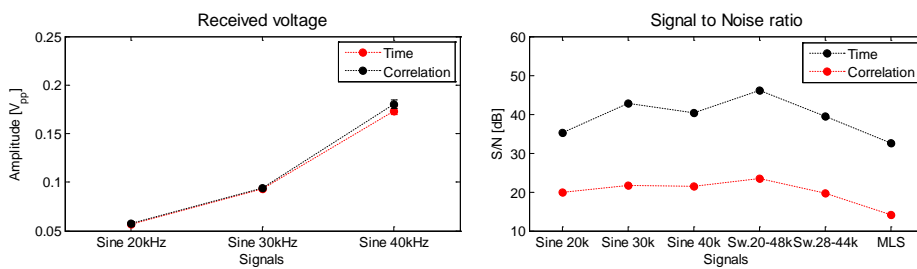 Received voltage
0.25
0.2
0.15
0.1
0.05
Amplitude [Vpp]
Time
Correlation
Sine 20kHz
Sine 30kHz
Sine 40kHz
Signals
Signal to Noise ratio
60
50
40
30
20
10
S/N [dB]
Time
Correlation
Sine 20k
Sine 30k
Sine 40k
Sw.20-48k
Sw.28-44k
MLS
Signals